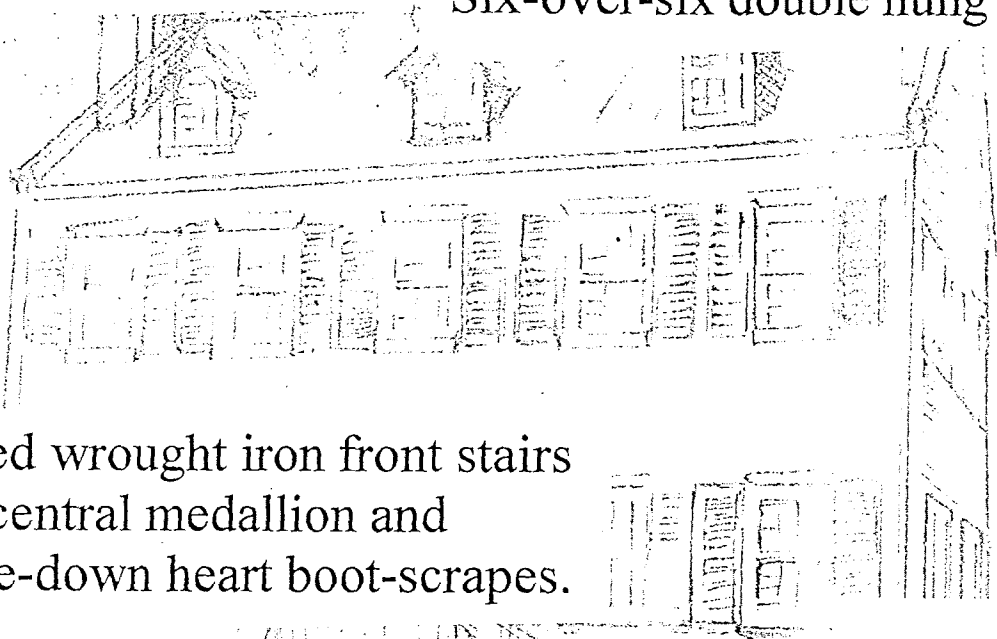 Six-over-six double hung
ed wrought iron front stairs
central medallion and
e-down heart boot-scrapes.